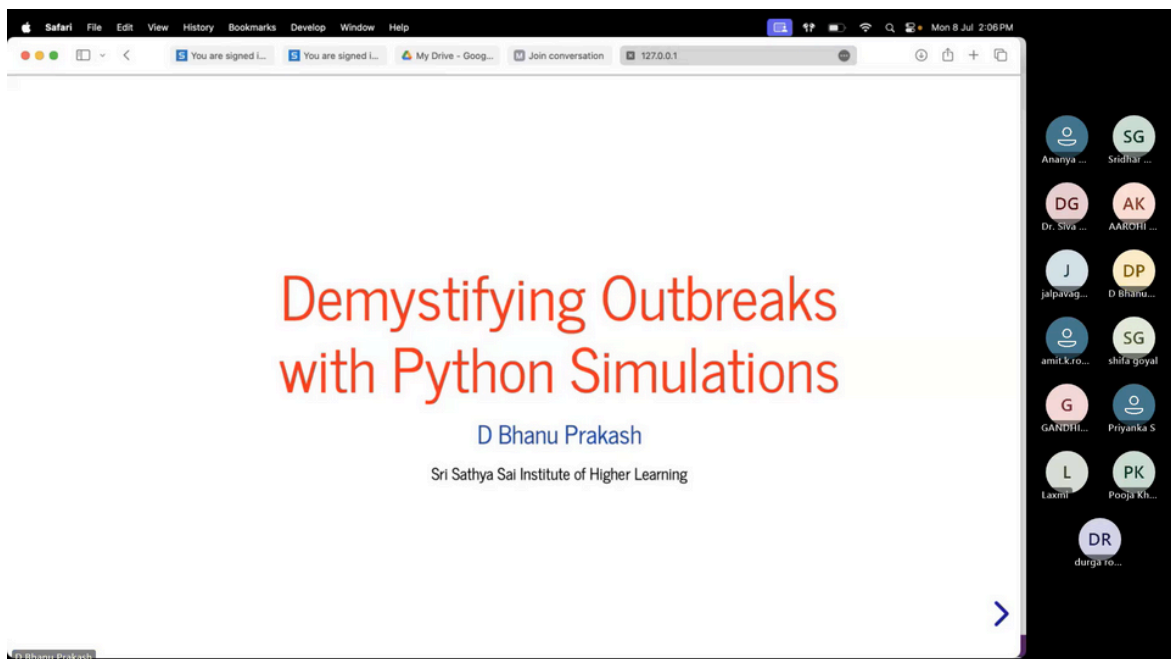 Safari File Edit View History Bookmarks Develop Window Help Mon 8 Jul 2:06 PM
S You are signed i... S You are signed i... My Drive - Goog... M Join conversation 127.0.0.1
Demystifying Outbreaks
with Python Simulations
D Bhanu Prakash
Sri Sathya Sai Institute of Higher Learning
D Bhanu Prakash
SG
Ananya ... Sridhar ...
DG AK
Dr. Siva ... AAROHI ...
J DP
jalpavag... D Bhanu...
SG
amit.k.ro... shifa goyal
G
GANDHI... Priyanka S
L PK
Laxmi Pooja Kh...
DR
durga ro...